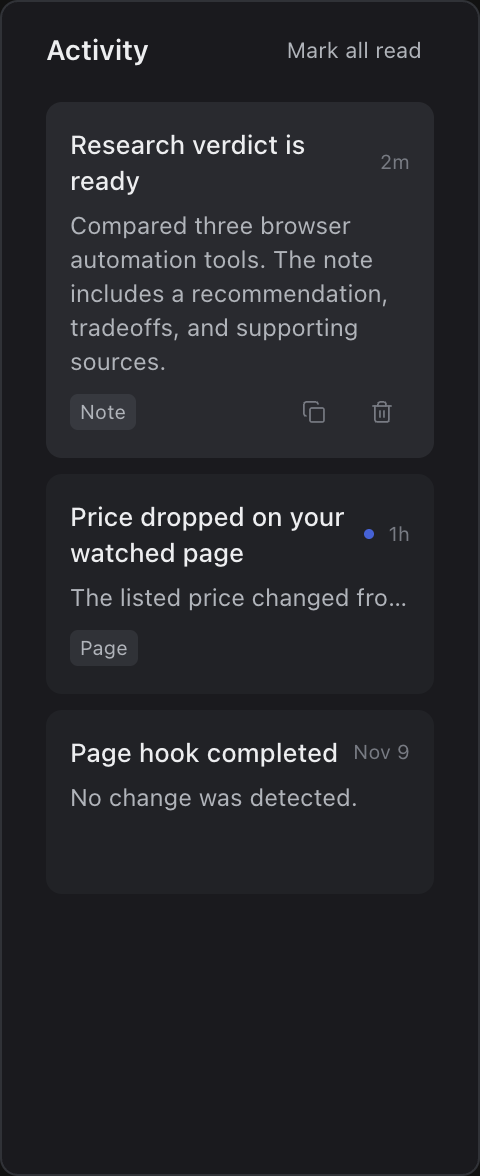 Activity
Mark all read
Research verdict is
ready
2m
Compared three browser
automation tools. The note
includes a recommendation,
tradeoffs, and supporting
sources.
Note
Price dropped on your
watched page
1h
The listed price changed fro...
Page
Page hook completed
Nov 9
No change was detected.